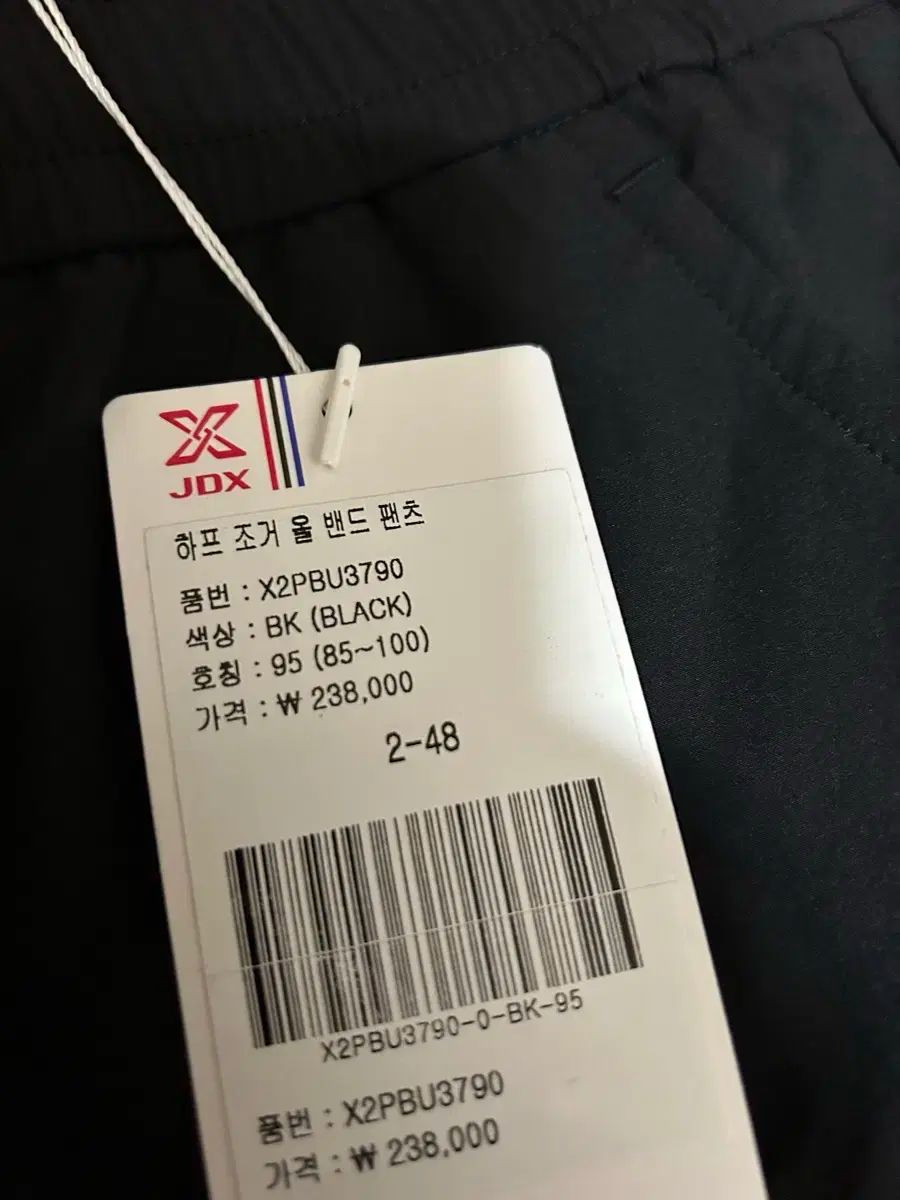 JDX
하프 조거 울 밴드 팬츠
품번 : X2PBU3790
색상 : BK (BLACK)
호칭 : 95 (85~100)
가격 : ₩ 238,000
2-48
X2PBU3790-0-BK-95
품번 : X2PBU3790
가격 : ₩ 238,000